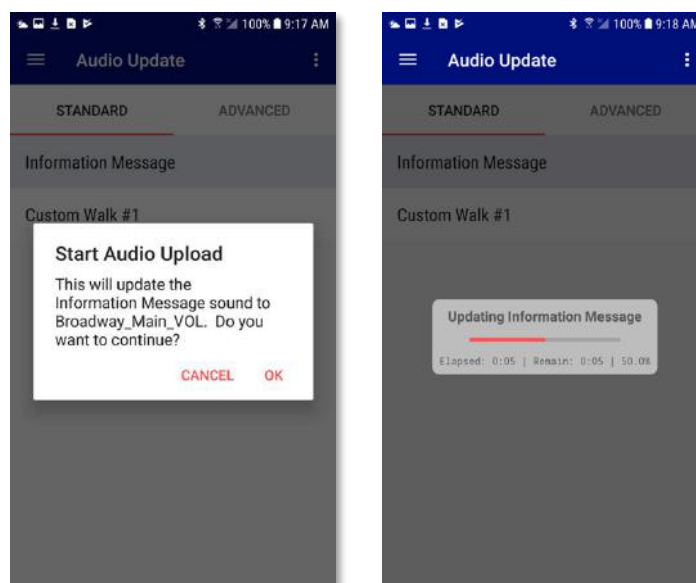 100% 9:17 AM
Audio Update
STANDARD ADVANCED
Information Message
Custom Walk #1
Start Audio Upload
This will update the
Information Message sound to
Broadway_Main_VOL. Do you
want to continue?
CANCEL OK
100% 9:18 AM
Audio Update
STANDARD ADVANCED
Information Message
Custom Walk #1
Updating Information Message
Elapsed: 0:05 | Remain: 0:05 | 50.0%